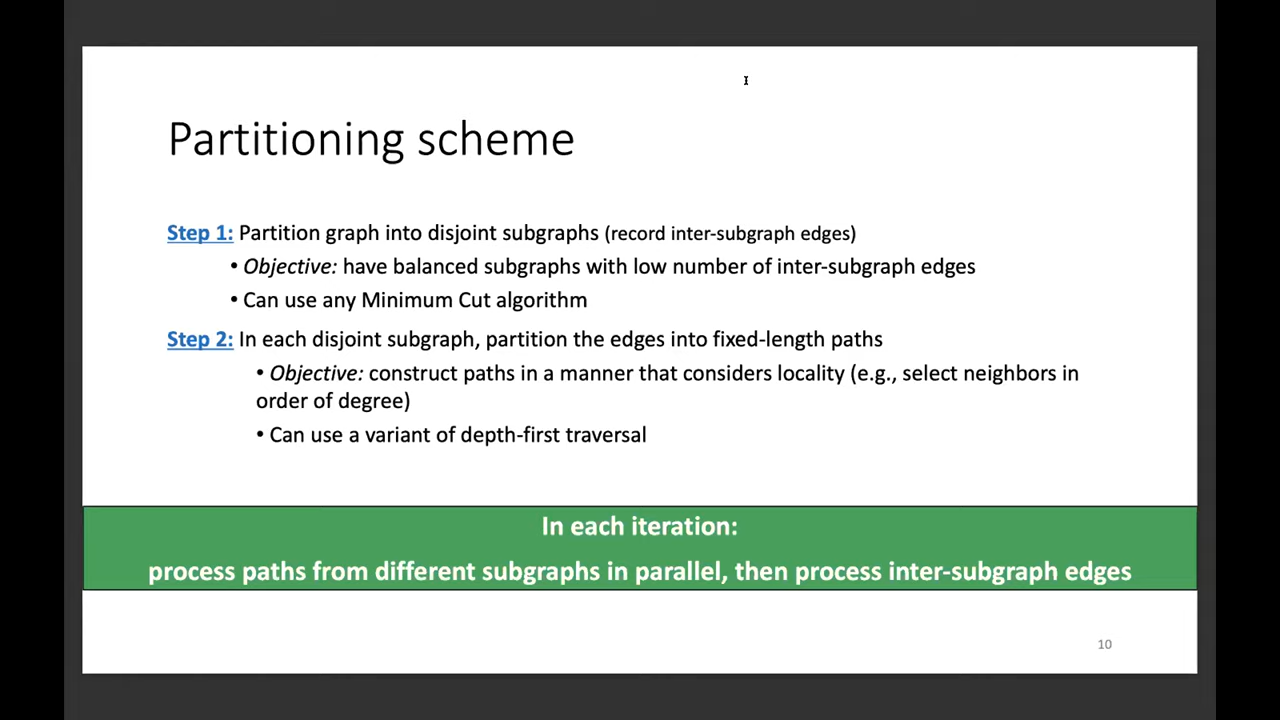 Partitioning scheme
Step 1: Partition graph into disjoint subgraphs (record inter-subgraph edges)
• Objective: have balanced subgraphs with low number of inter-subgraph edges
• Can use any Minimum Cut algorithm
Step 2: In each disjoint subgraph, partition the edges into fixed-length paths
• Objective: construct paths in a manner that considers locality (e.g., select neighbors in
order of degree)
• Can use a variant of depth-first traversal
In each iteration:
process paths from different subgraphs in parallel, then process inter-subgraph edges
10